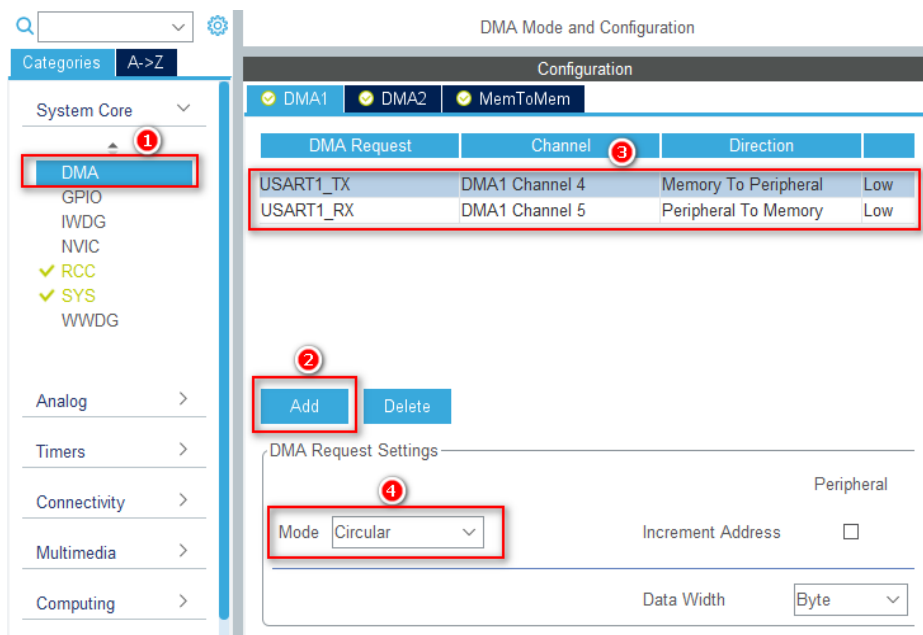 DMA Mode and Configuration
Categories A->Z
Configuration
System Core
DMA1 DMA2 MemToMem
1
DMA Request Channel 3 Direction
DMA
USART1_TX DMA1 Channel 4 Memory To Peripheral Low
GPIO
USART1_RX DMA1 Channel 5 Peripheral To Memory Low
IWDG
NVIC
RCC
SYS
WWDG
2
Analog
Add Delete
Timers
DMA Request Settings
Peripheral
4
Connectivity
Mode Circular Increment Address
Multimedia
Computing
Data Width Byte